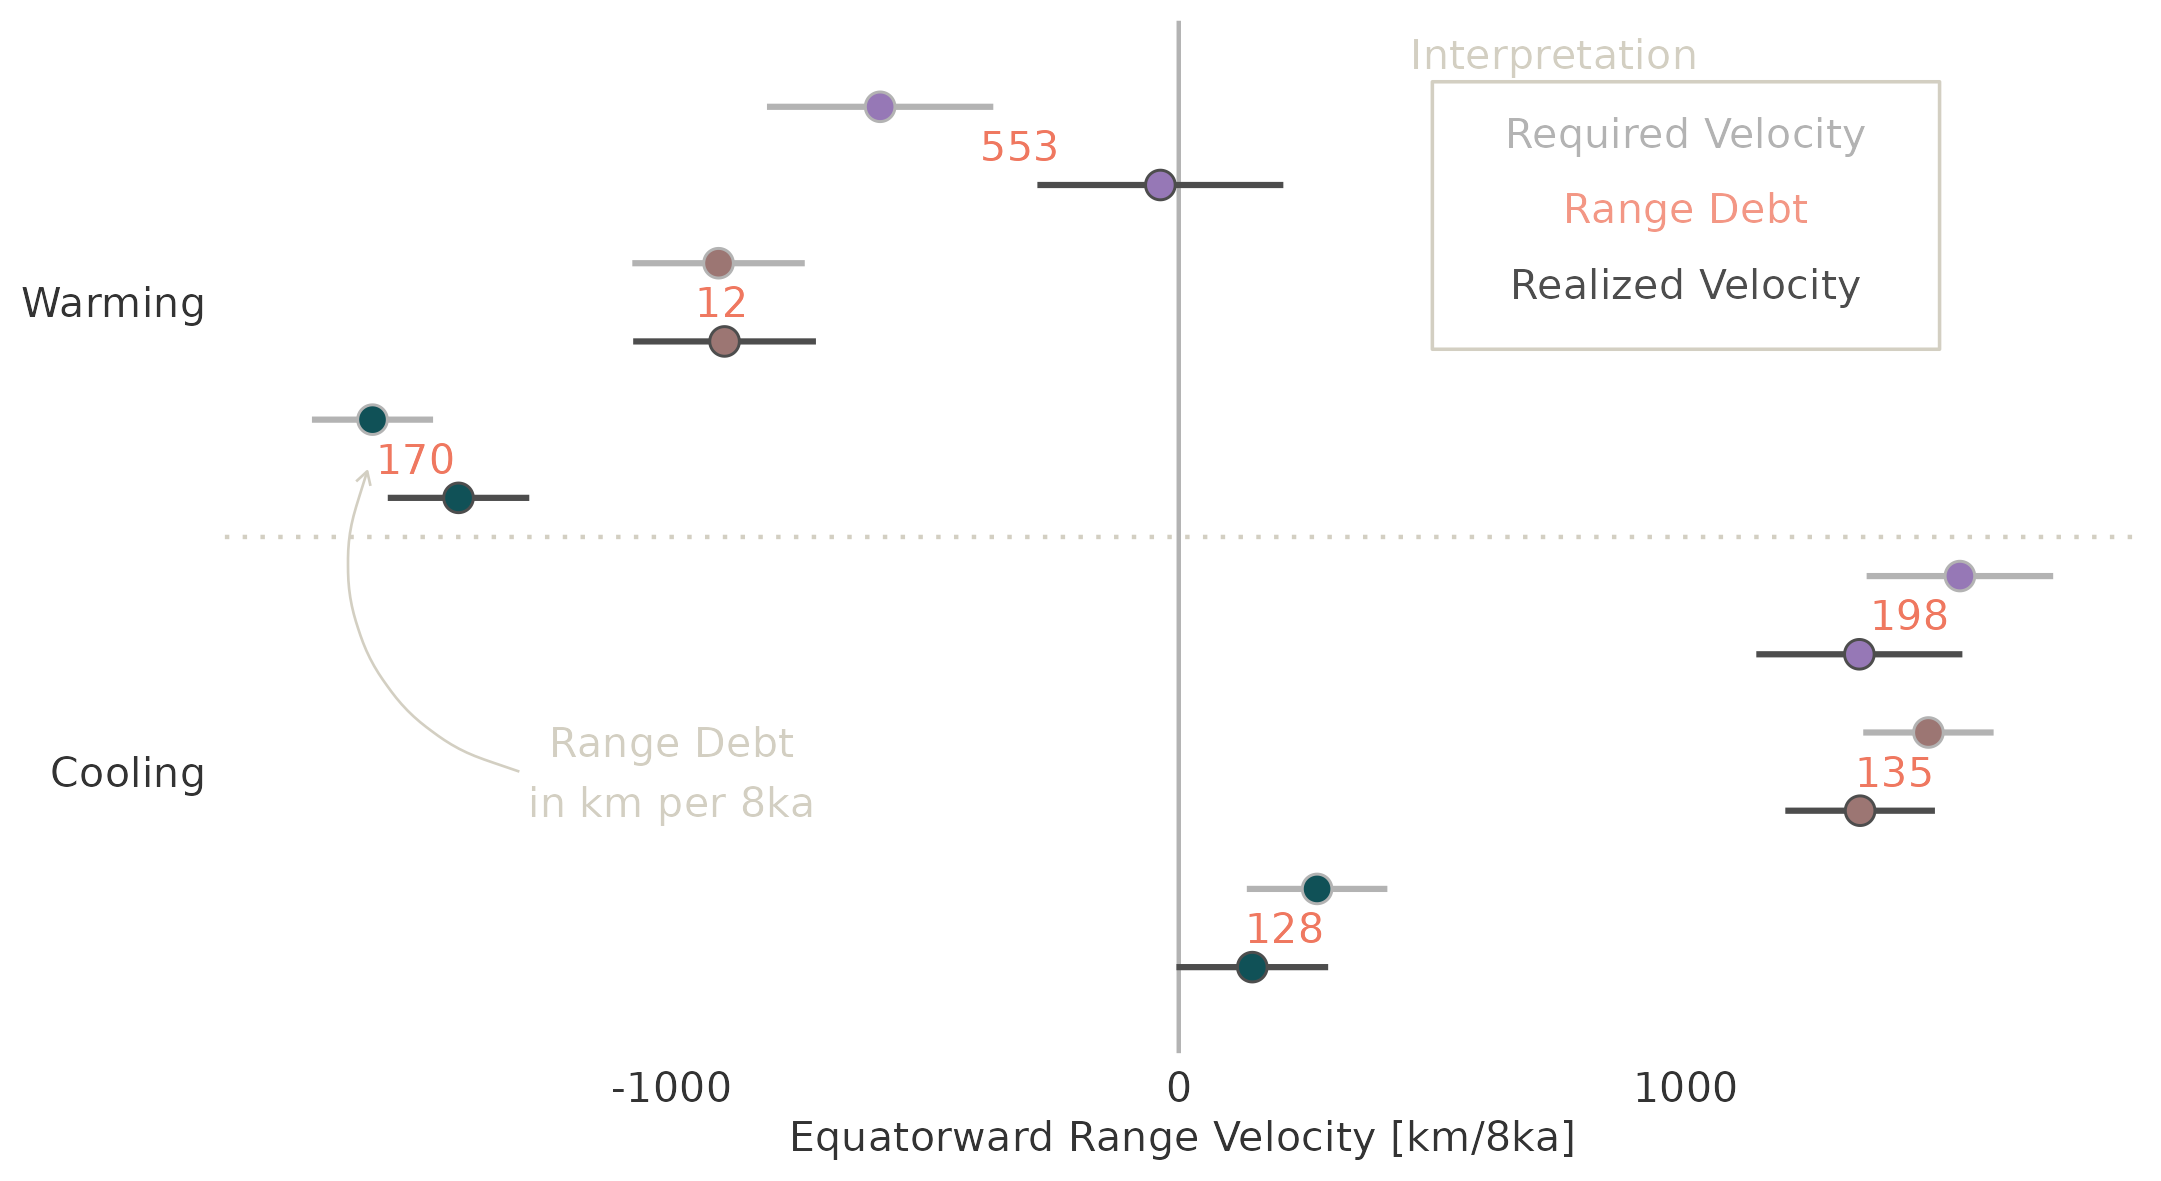 Interpretation
Required Velocity
Range Debt
Realized Velocity
553
Warming
12
170
198
Cooling
135
Range Debt
in km per 8ka
128
-1000 0 1000
Equatorward Range Velocity [km/8ka]